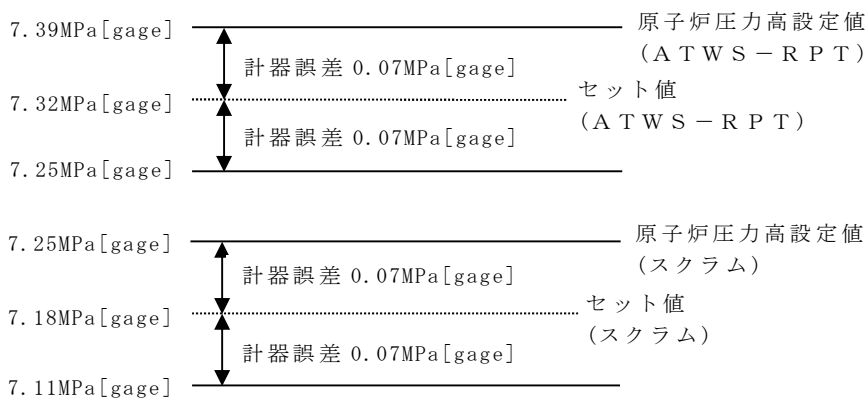 7.39MPa[gage]
原子炉圧力高設定値
(ＡＴＷＳ－ＲＰＴ)
計器誤差 0.07MPa[gage]
セット値
7.32MPa[gage]
(ＡＴＷＳ－ＲＰＴ)
計器誤差 0.07MPa[gage]
7.25MPa[gage]
原子炉圧力高設定値
7.25MPa[gage]
(スクラム)
計器誤差 0.07MPa[gage]
セット値
7.18MPa[gage]
(スクラム)
計器誤差 0.07MPa[gage]
7.11MPa[gage]